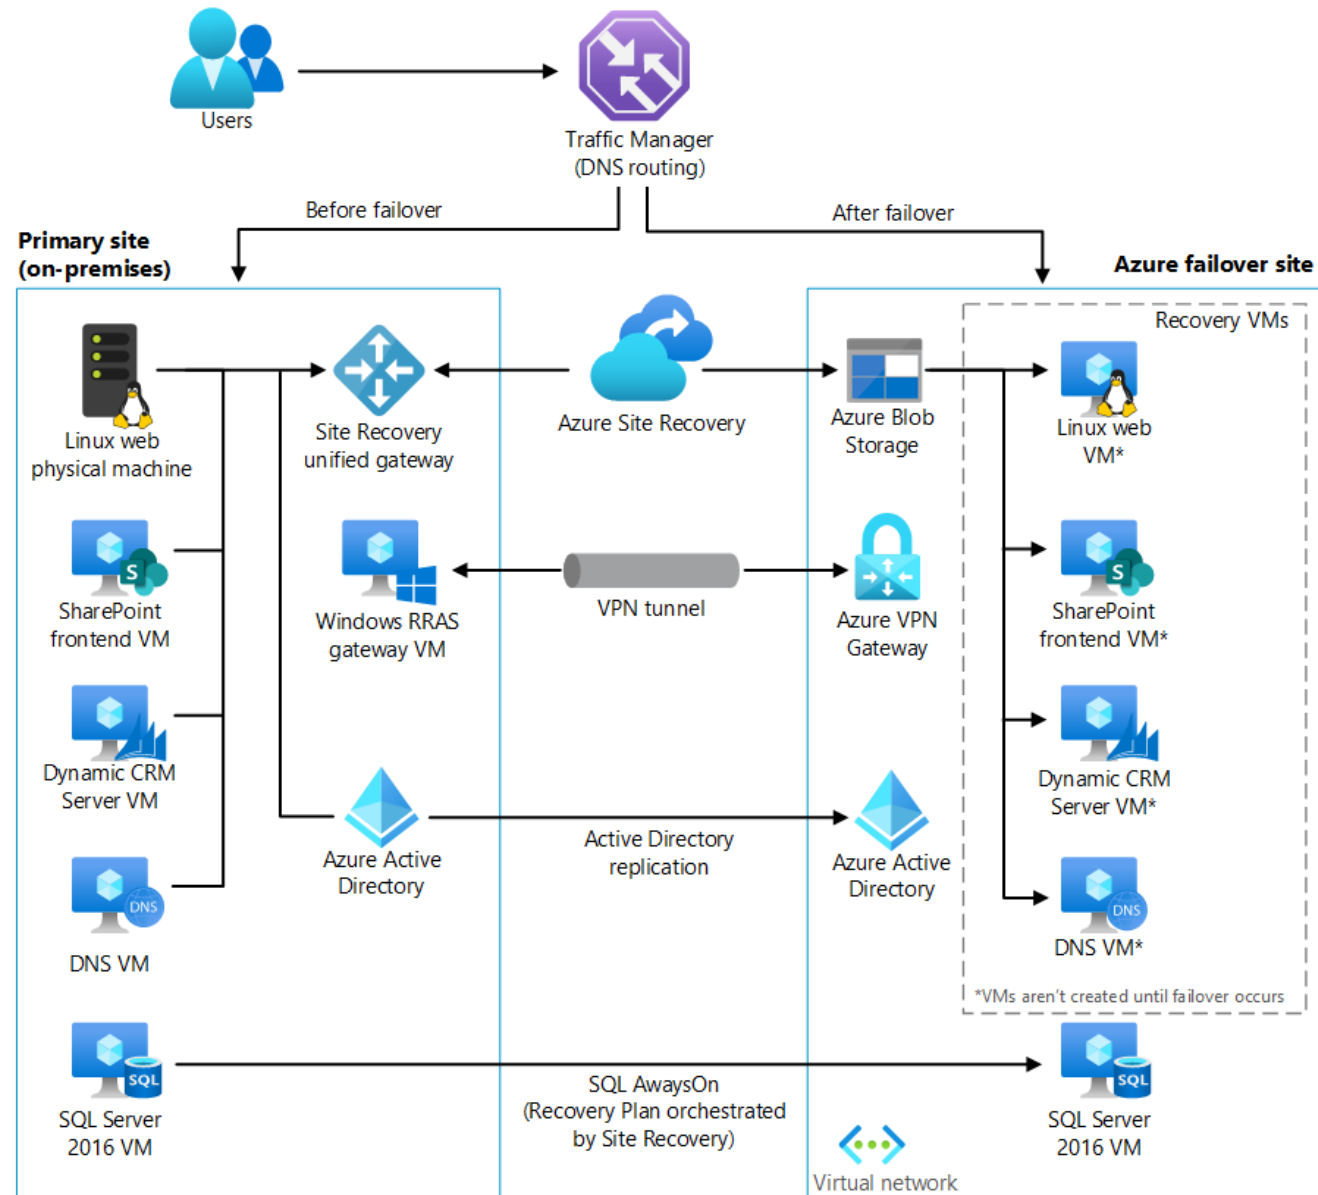 Users
Traffic Manager
(DNS routing)
Before failover
After failover
Primary site
(on-premises)
Azure failover site
Recovery VMs
Linux web
physical machine
Site Recovery
unified gateway
Azure Site Recovery
Azure Blob
Storage
Linux web
VM*
S
SharePoint
frontend VM
Windows RRAS
gateway VM
VPN tunnel
Azure VPN
Gateway
S
SharePoint
frontend VM*
Dynamic CRM
Server VM
Dynamic CRM
Server VM*
Azure Active
Directory
Active Directory
replication
Azure Active
Directory
DNS
DNS VM
DNS
DNS VM*
*VMs aren't created until failover occurs
SQL
SQL Server
2016 VM
SQL AwaysOn
(Recovery Plan orchestrated
by Site Recovery)
SQL
SQL Server
2016 VM
Virtual network